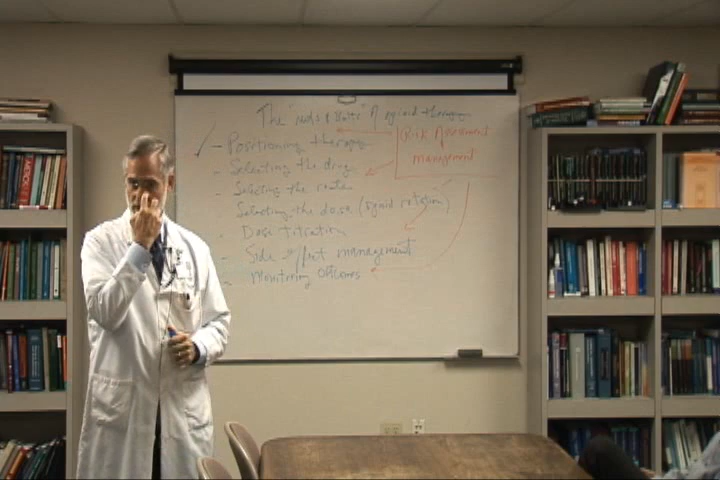 The "nuts & bolts" of opioid therapy
- Positioning therapy
- Selecting the drug
- Selecting the route
Selecting the dose (opioid rotation)
- Dose titration
- Side effect management
- Monitoring Outcomes
Risk Assessment
management